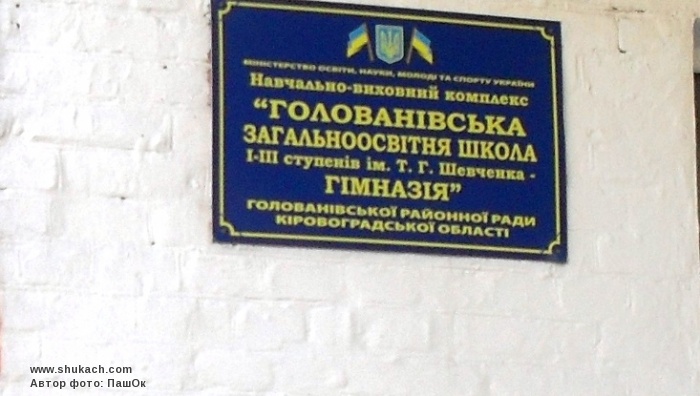 МІНІСТЕРСТВО ОСВІТИ, НАУКИ, МОЛОДІ ТА СПОРТУ УКРАЇНИ
Навчально-виховний комплекс
“ГОЛОВАНІВСЬКА
ЗАГАЛЬНООСВІТНЯ ШКОЛА
І-ІІІ ступенів ім. Т. Г. Шевченка -
ГІМНАЗІЯ”
ГОЛОВАНІВСЬКОЇ РАЙОННОЇ РАДИ
КІРОВОГРАДСЬКОЇ ОБЛАСТІ
www.shukach.com
Автор фото: ПашОк